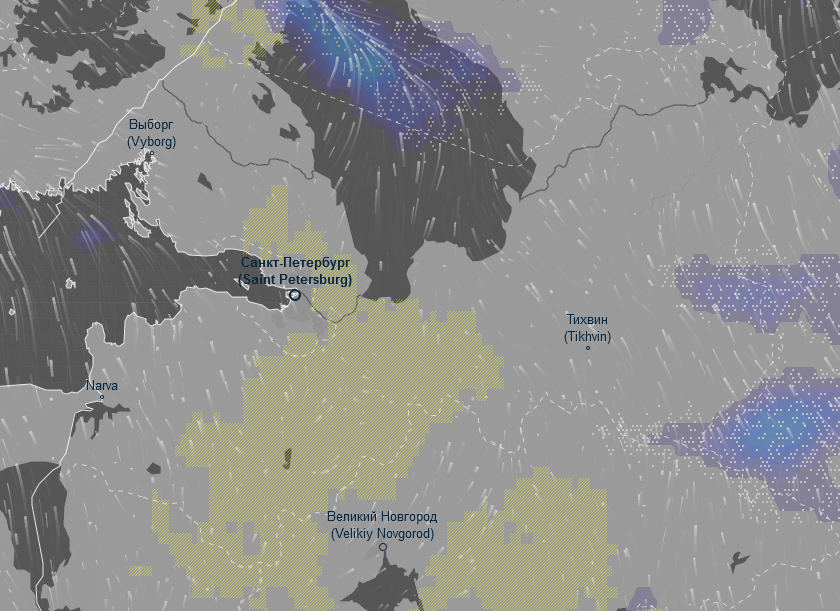 Выборг
(Vyborg)
Санкт-Петербург
(Saint Petersburg)
Тихвин
(Tikhvin)
Narva
Великий Новгород
(Velikiy Novgorod)